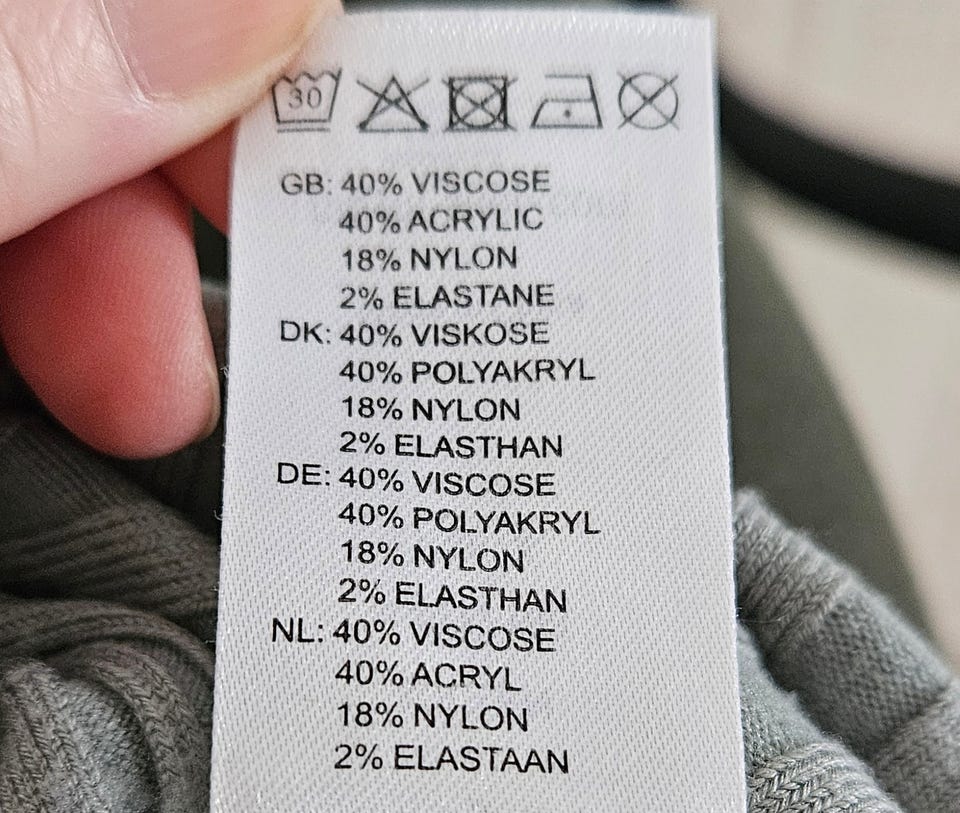 30
GB: 40% VISCOSE
40% ACRYLIC
18% NYLON
2% ELASTANE
DK: 40% VISKOSE
40% POLYAKRYL
18% NYLON
2% ELASTHAN
DE: 40% VISCOSE
40% POLYAKRYL
18% NYLON
2% ELASTHAN
NL: 40% VISCOSE
40% ACRYL
18% NYLON
2% ELASTAAN